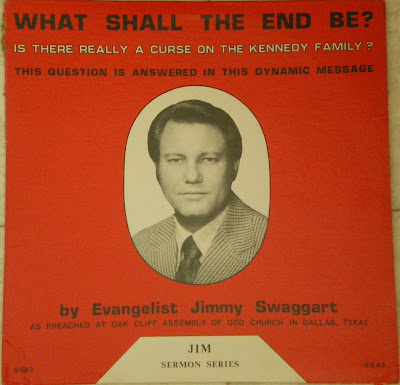 WHAT SHALL THE END BE?
IS THERE REALLY A CURSE ON THE KENNEDY FAMILY?
THIS QUESTION IS ANSWERED IN THIS DYNAMIC MESSAGE
by Evangelist Jimmy Swaggart
AS PREACHED AT OAK CLIFF ASSEMBLY OF GOD CHURCH IN DALLAS, TEXAS
JIM
SERMON SERIES
SSA1
SSA1